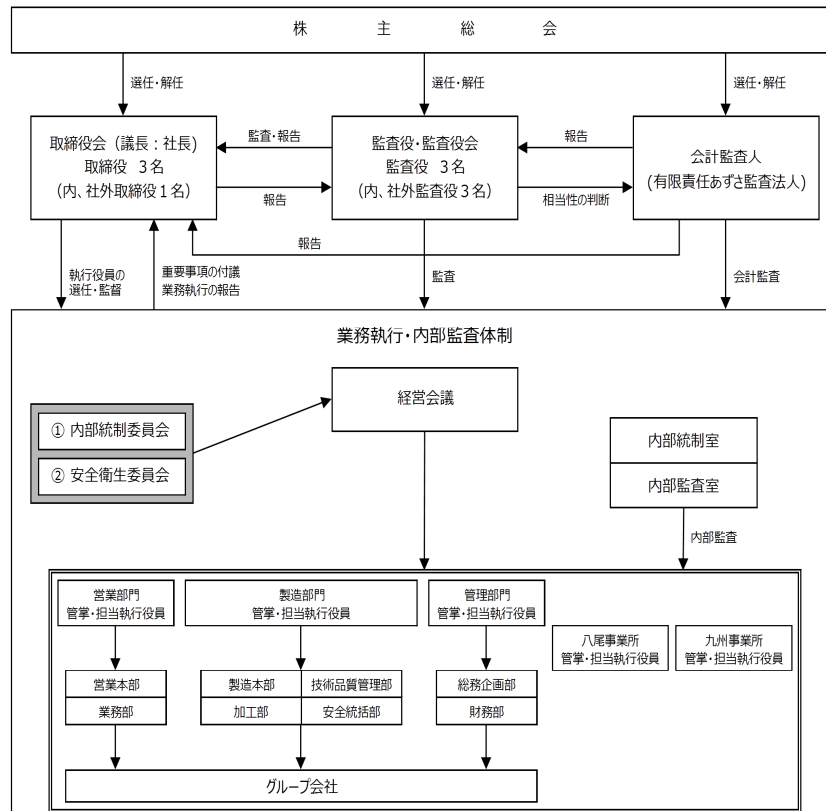 株主総会
選任・解任
選任・解任
選任・解任
取締役会（議長：社長）
取締役　3名
（内、社外取締役1名）
監査・報告
報告
監査役・監査役会
監査役　3名
（内、社外監査役3名）
報告
相当性の判断
会計監査人
（有限責任あずさ監査法人）
報告
執行役員の
選任・監督
重要事項の付議
業務執行の報告
監査
会計監査
業務執行・内部監査体制
経営会議
① 内部統制委員会
② 安全衛生委員会
内部統制室
内部監査室
内部監査
営業部門
管掌・担当執行役員
製造部門
管掌・担当執行役員
管理部門
管掌・担当執行役員
八尾事業所
管掌・担当執行役員
九州事業所
管掌・担当執行役員
営業本部
業務部
製造本部
技術品質管理部
加工部
安全統括部
総務企画部
財務部
グループ会社